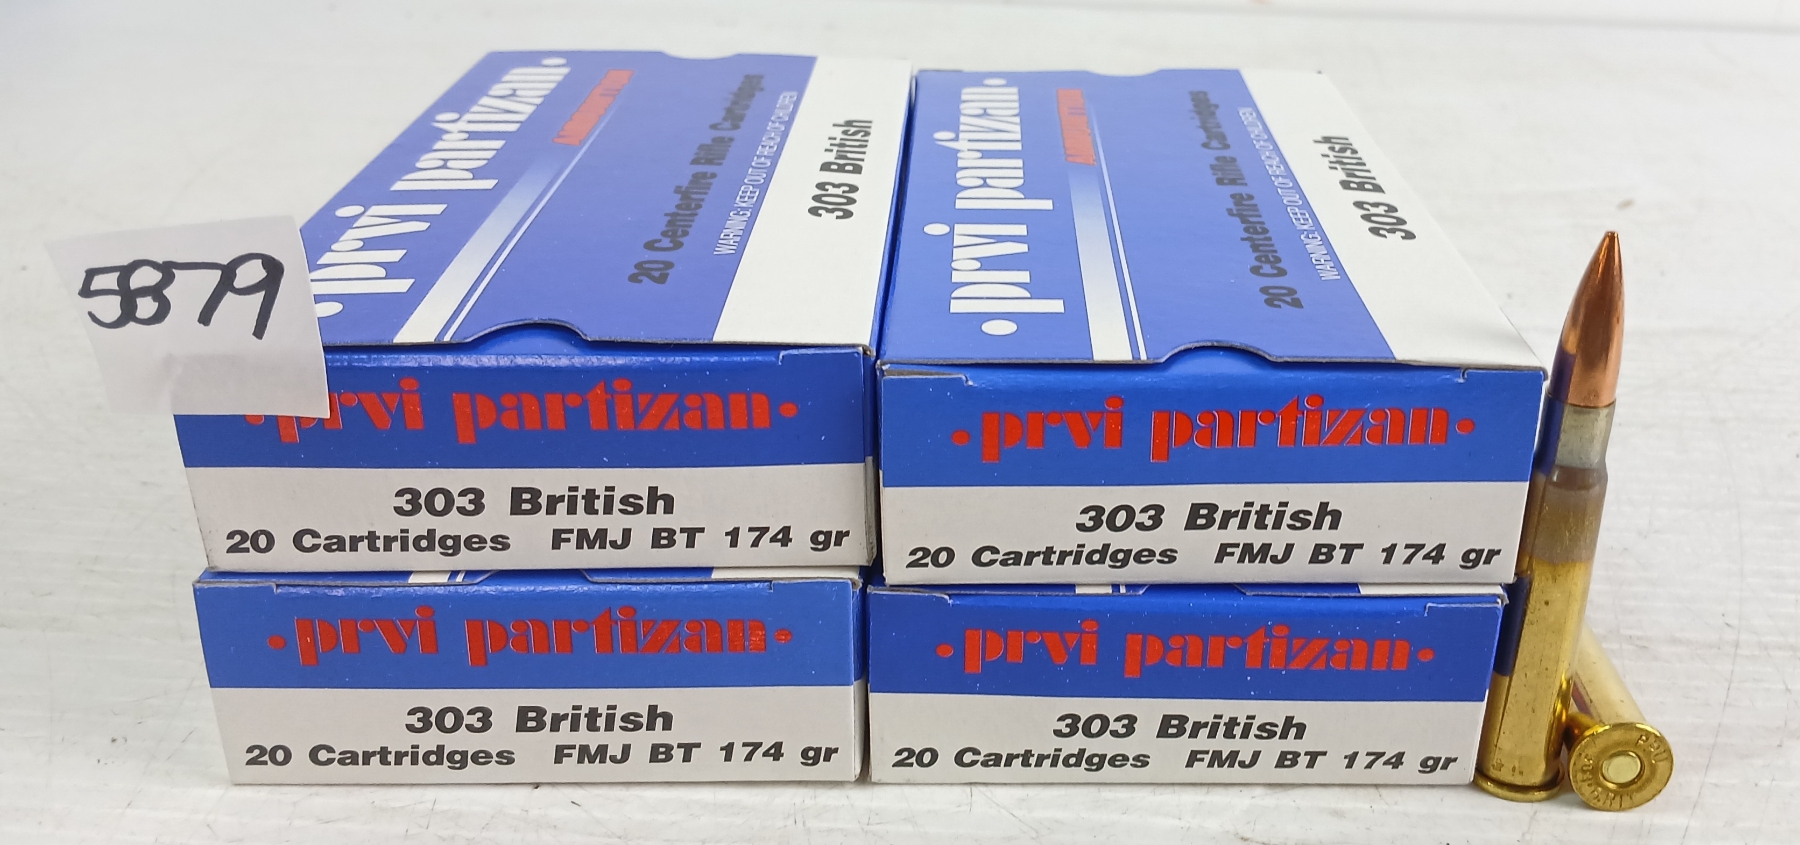 5879
·prvi partizan·
AMMUNITION
20 Centerfire Rifle Cartridges
WARNING: KEEP OUT OF REACH OF CHILDREN
303 British
·prvi partizan·
AMMUNITION
20 Centerfire Rifle Cartridges
WARNING: KEEP OUT OF REACH OF CHILDREN
303 British
·prvi partizan·
303 British
20 Cartridges FMJ BT 174 gr
·prvi partizan·
303 British
20 Cartridges FMJ BT 174 gr
·prvi partizan·
303 British
20 Cartridges FMJ BT 174 gr
·prvi partizan·
303 British
20 Cartridges FMJ BT 174 gr
PPU